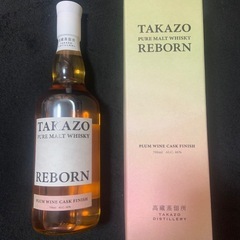 TAKAZO
PURE MALT WHISKY
REBORN
PLUM WINE CASK FINISH
TAKAZO
PURE MALT WHISKY
REBORN
PLUM WINE CASK FINISH
高藏蒸留所
TAKAZO
DISTILLERY